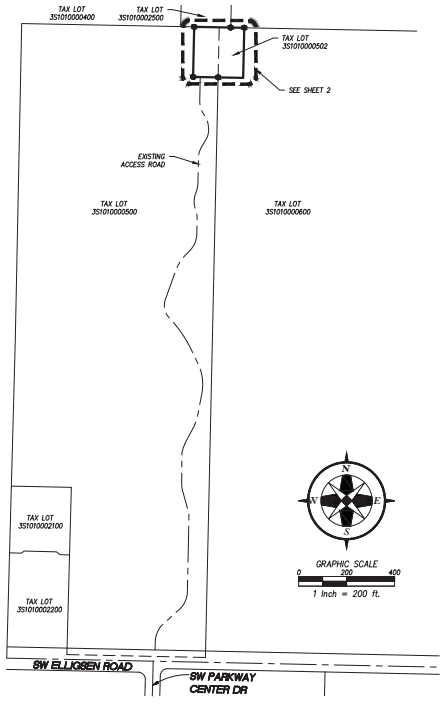 TAX LOT
3S1010000400
TAX LOT
3S1010002500
TAX LOT
3S1010000502
SEE SHEET 2
EXISTING
ACCESS ROAD
TAX LOT
3S1010000500
TAX LOT
3S1010000600
N
W
E
S
TAX LOT
3S1010002100
GRAPHIC SCALE
0 200 400
1 Inch = 200 ft.
TAX LOT
3S1010002200
SW ELLIGSEN ROAD
SW PARKWAY
CENTER DR